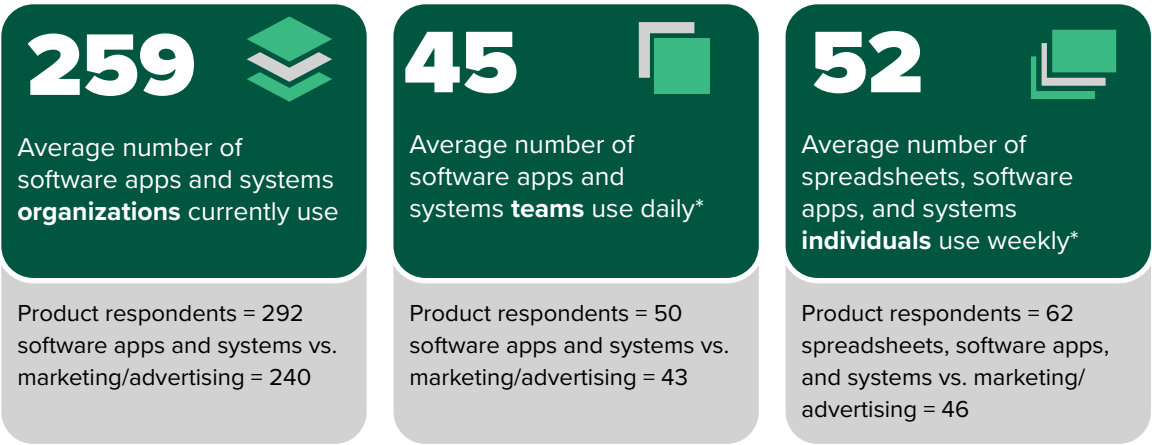 259
Average number of
software apps and systems
organizations currently use
Product respondents = 292
software apps and systems vs.
marketing/advertising = 240
45
Average number of
software apps and
systems teams use daily*
Product respondents = 50
software apps and systems vs.
marketing/advertising = 43
52
Average number of
spreadsheets, software
apps, and systems
individuals use weekly*
Product respondents = 62
spreadsheets, software apps,
and systems vs. marketing/
advertising = 46